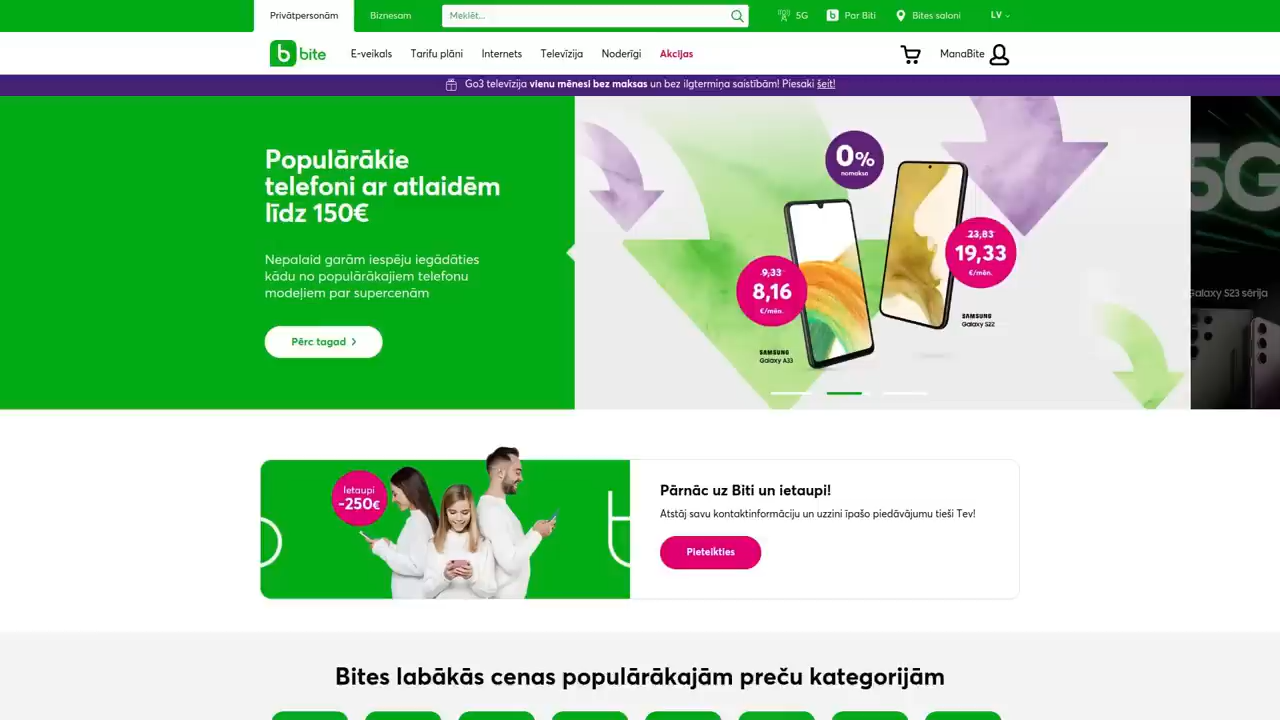 Privātpersonām
Biznesam
Meklēt...
5G
Par Biti
Bites saloni
LV
bite
E-veikals
Tarifu plāni
Internets
Televīzija
Noderīgi
Akcijas
ManaBite
Go3 televīzija vienu mēnesi bez maksas un bez ilgtermiņa saistībām! Piesaki šeit!
Populārākie
telefoni ar atlaidēm
līdz 150€
Nepalaid garām iespēju iegādāties
kādu no populārākajiem telefonu
modeļiem par supercenām
Pērc tagad
0%
nomaksa
9,33
8,16
€/mēn.
SAMSUNG
Galaxy A33
23,83
19,33
€/mēn.
SAMSUNG
Galaxy S22
5G
Galaxy S23 sērija
Ietaupi
-250€
Pārnāc uz Biti un ietaupi!
Atstāj savu kontaktinformāciju un uzzini īpašo piedāvājumu tieši Tev!
Pieteikties
Bites labākās cenas populārākajām preču kategorijām